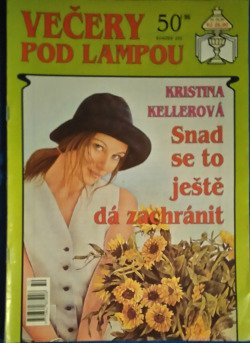 VEČERY
50
POD LAMPOU
KRISTINA
KELLEROVÁ
Snad
se to
ještě
dá zachránit